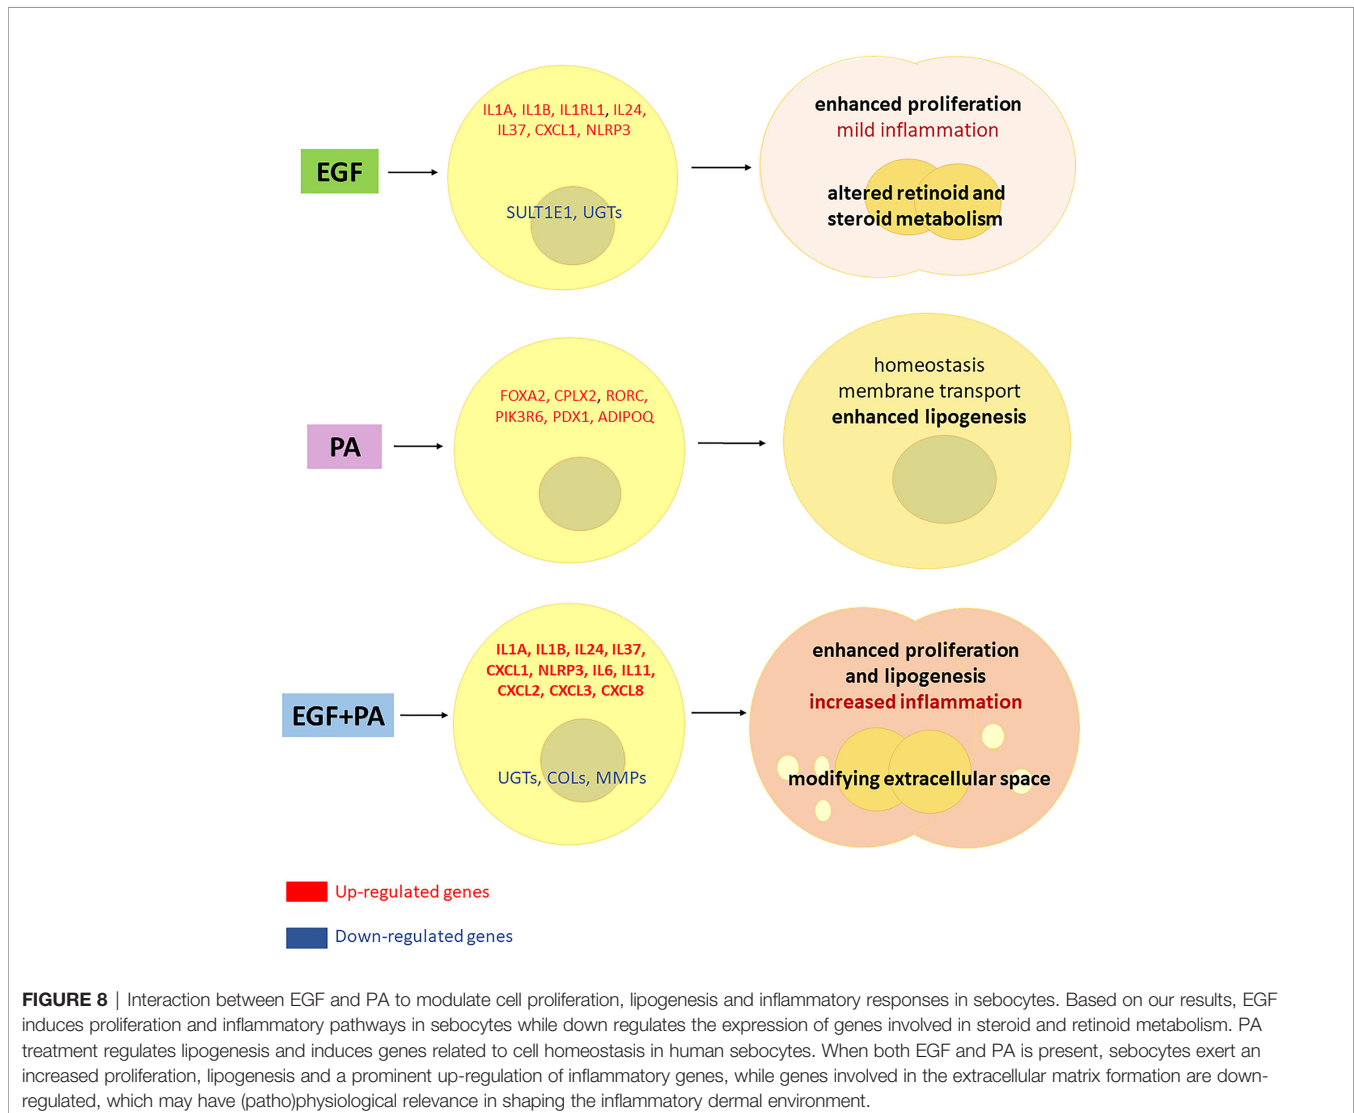 IL1A, IL1B, IL1RL1, IL24,
IL37, CXCL1, NLRP3
EGF
SULT1E1, UGTs
enhanced proliferation
mild inflammation
altered retinoid and
steroid metabolism
FOXA2, CPLX2, RORC,
PIK3R6, PDX1, ADIPOQ
PA
homeostasis
membrane transport
enhanced lipogenesis
IL1A, IL1B, IL24, IL37,
CXCL1, NLRP3, IL6, IL11,
CXCL2, CXCL3, CXCL8
EGF+PA
UGTs, COLs, MMPs
enhanced proliferation
and lipogenesis
increased inflammation
modifying extracellular space
Up-regulated genes
Down-regulated genes
FIGURE 8 | Interaction between EGF and PA to modulate cell proliferation, lipogenesis and inflammatory responses in sebocytes. Based on our results, EGF
induces proliferation and inflammatory pathways in sebocytes while down regulates the expression of genes involved in steroid and retinoid metabolism. PA
treatment regulates lipogenesis and induces genes related to cell homeostasis in human sebocytes. When both EGF and PA is present, sebocytes exert an
increased proliferation, lipogenesis and a prominent up-regulation of inflammatory genes, while genes involved in the extracellular matrix formation are down-
regulated, which may have (patho)physiological relevance in shaping the inflammatory dermal environment.